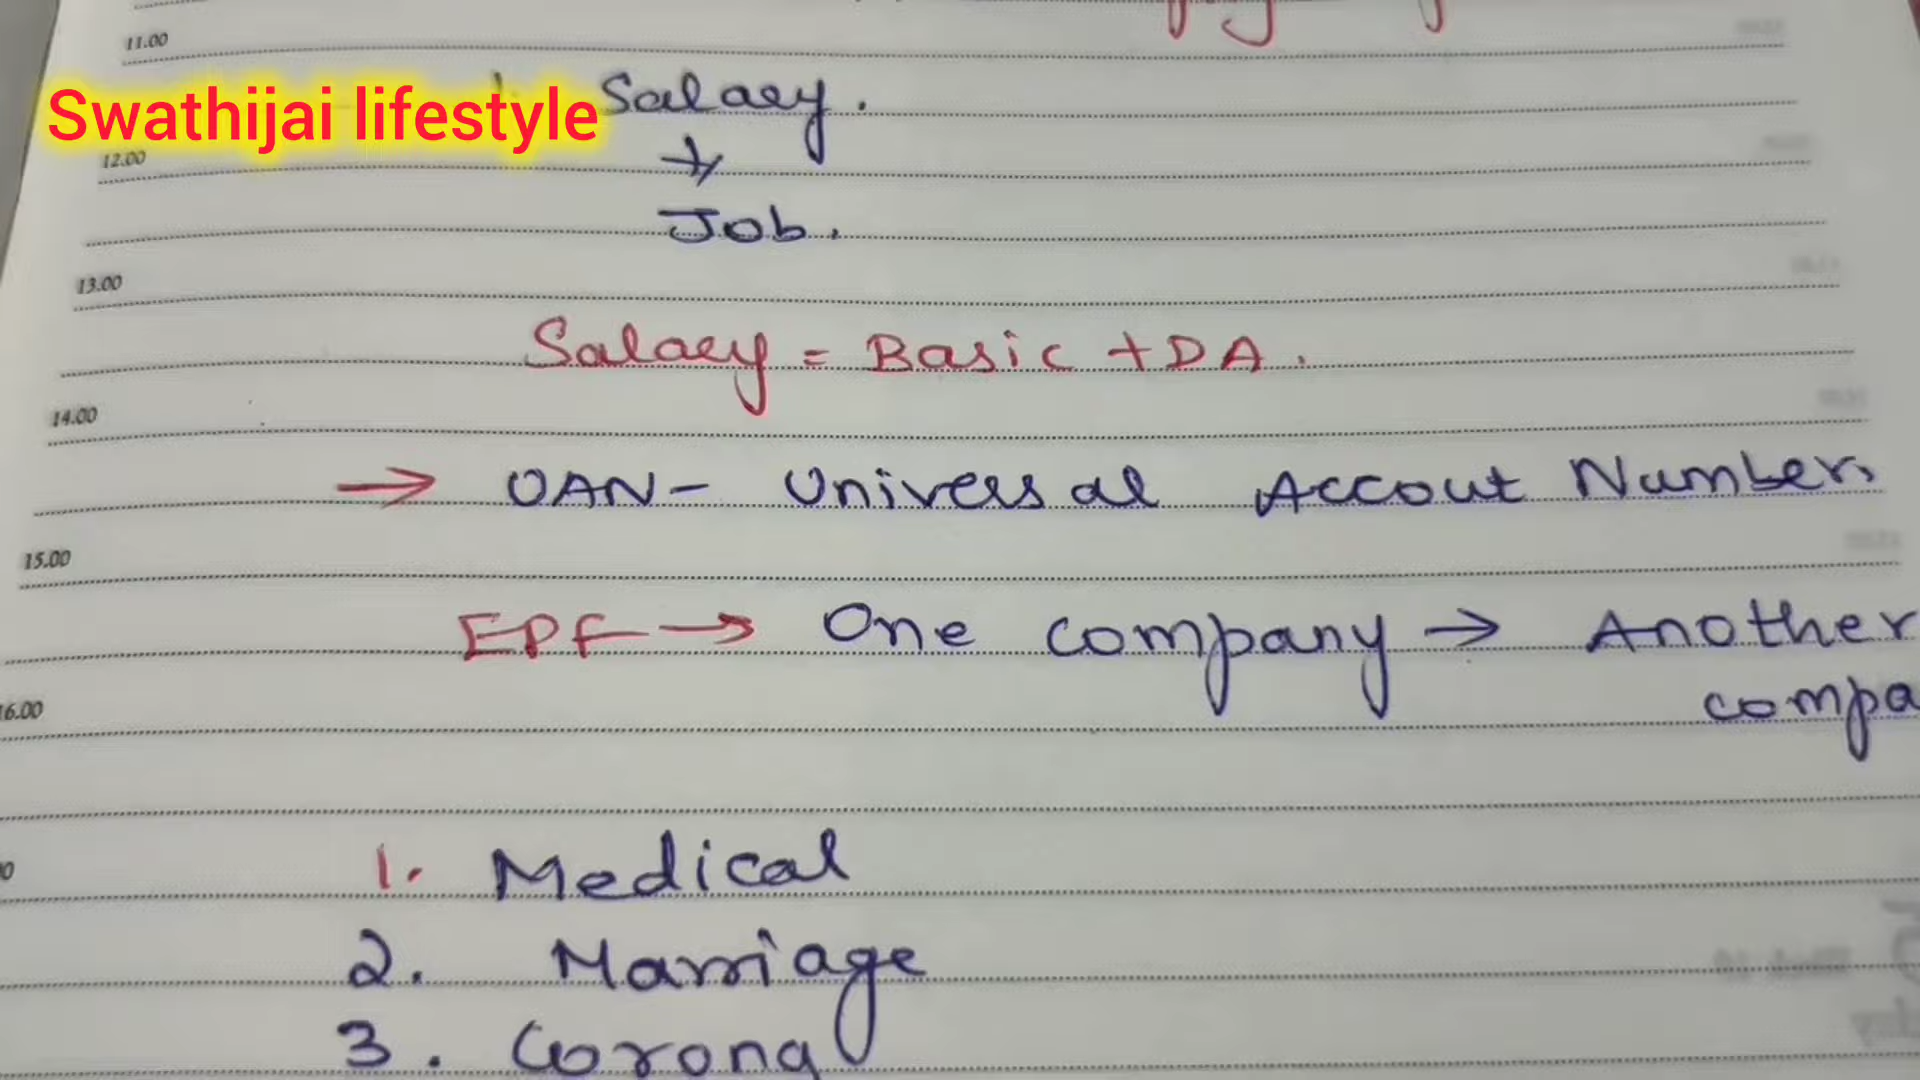 11.00
Swathijai lifestyle
Salary.
12.00
Job.
13.00
Salary = Basic + DA.
14.00
→ UAN - Universal Accout Number.
15.00
EPF → One company → Another
16.00
compa
1. Medical
2. Marriage
3. Corona